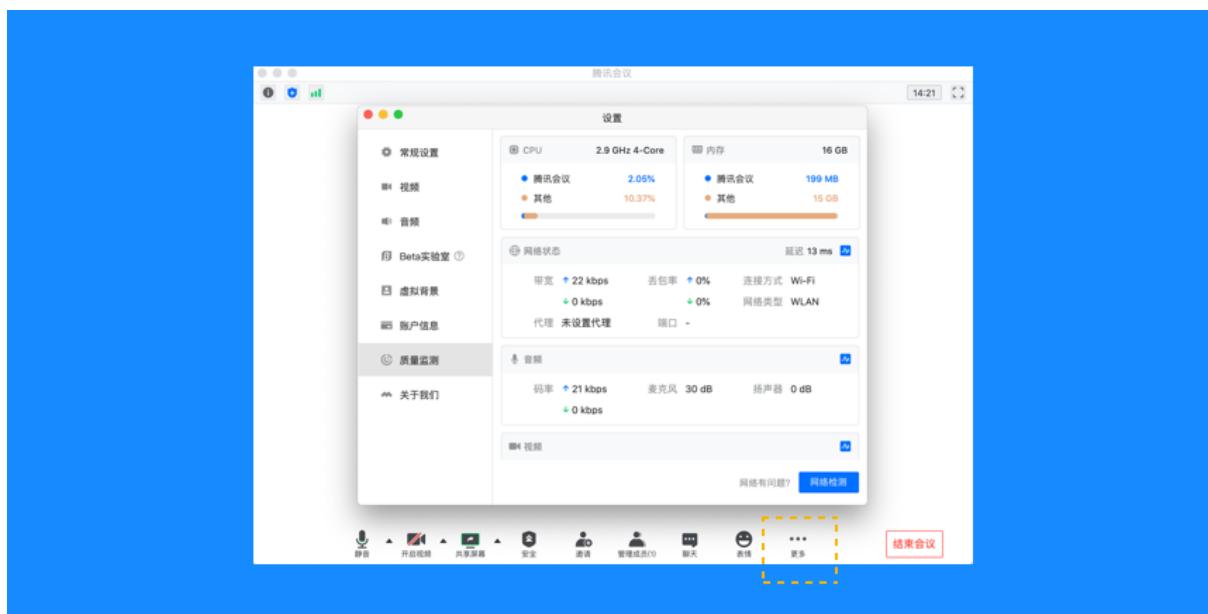 腾讯会议
14:21
设置
常规设置
视频
音频
Beta实验室
虚拟背景
账户信息
质量监测
关于我们
CPU 2.9 GHz 4-Core
腾讯会议 2.05%
其他 10.37%
内存 16 GB
腾讯会议 199 MB
其他 15 GB
网络状态 延迟 13 ms
带宽 ↑ 22 kbps 丢包率 ↑ 0% 连接方式 Wi-Fi
↓ 0 kbps ↓ 0% 网络类型 WLAN
代理 未设置代理 端口 -
音频
码率 ↑ 21 kbps 麦克风 30 dB 扬声器 0 dB
↓ 0 kbps
视频
网络有问题? 网络检测
静音 开启视频 共享屏幕 安全 邀请 管理成员(1) 聊天 表情 更多 结束会议